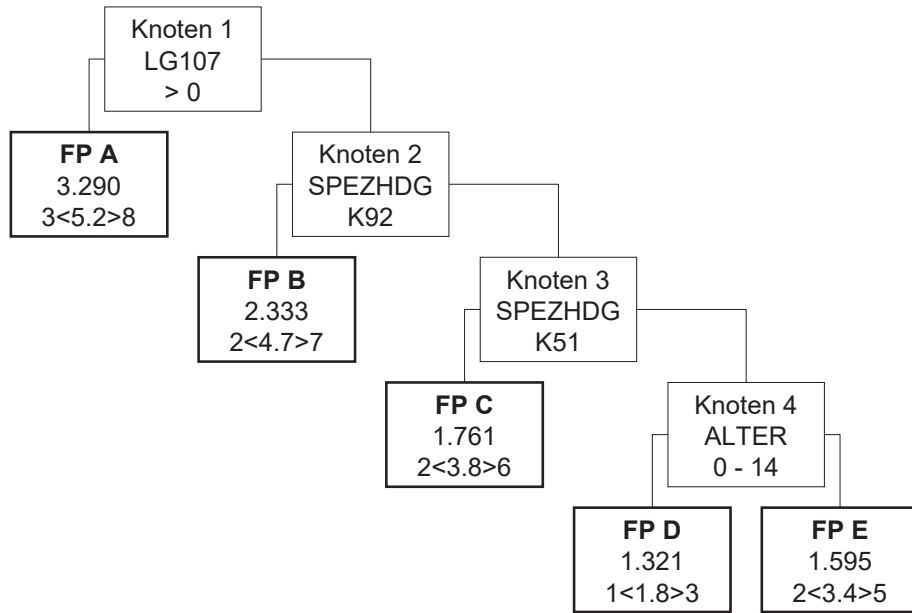 Knoten 1
LG107
> 0
FP A
3.290
3<5.2>8
Knoten 2
SPEZHDG
K92
FP B
2.333
2<4.7>7
Knoten 3
SPEZHDG
K51
FP C
1.761
2<3.8>6
Knoten 4
ALTER
0 - 14
FP D
1.321
1<1.8>3
FP E
1.595
2<3.4>5